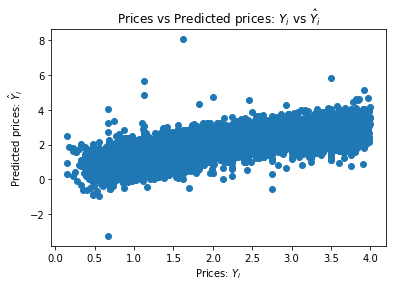 Prices vs Predicted prices: $Y_i$ vs $\hat{Y}_i$
Predicted prices: $\hat{Y}_i$
8
6
4
2
0
−2
0.0 0.5 1.0 1.5 2.0 2.5 3.0 3.5 4.0
Prices: $Y_i$